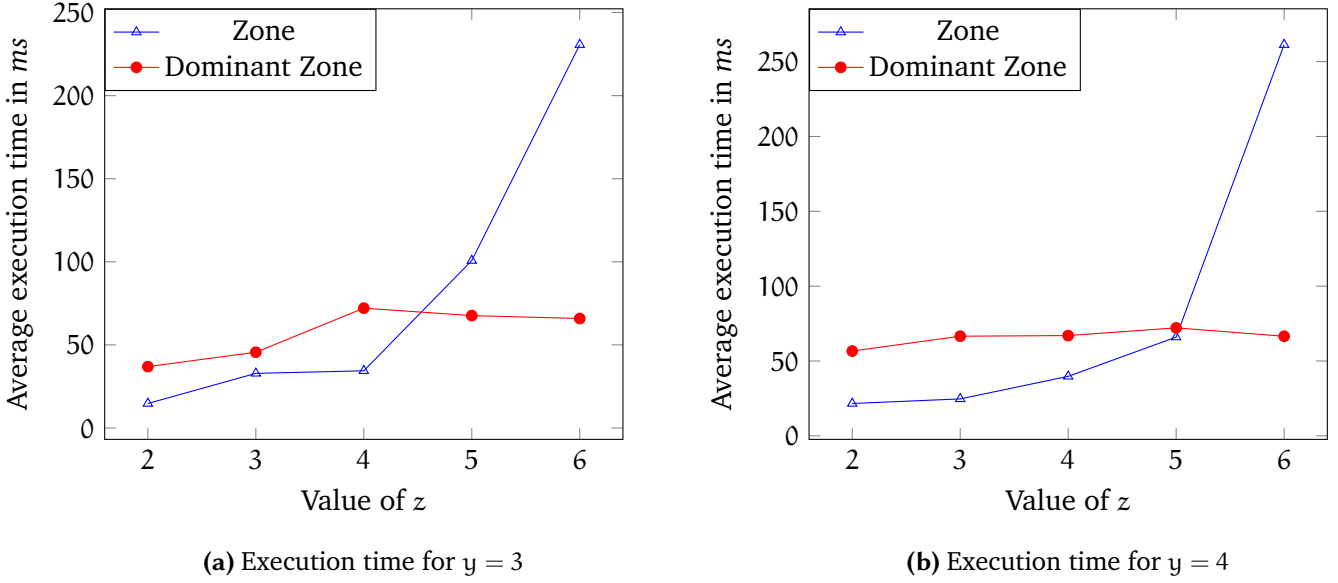 Zone
Dominant Zone
250
200
150
100
50
0
2 3 4 5 6
Average execution time in ms
Value of z
(a) Execution time for y = 3
Zone
Dominant Zone
250
200
150
100
50
0
2 3 4 5 6
Average execution time in ms
Value of z
(b) Execution time for y = 4